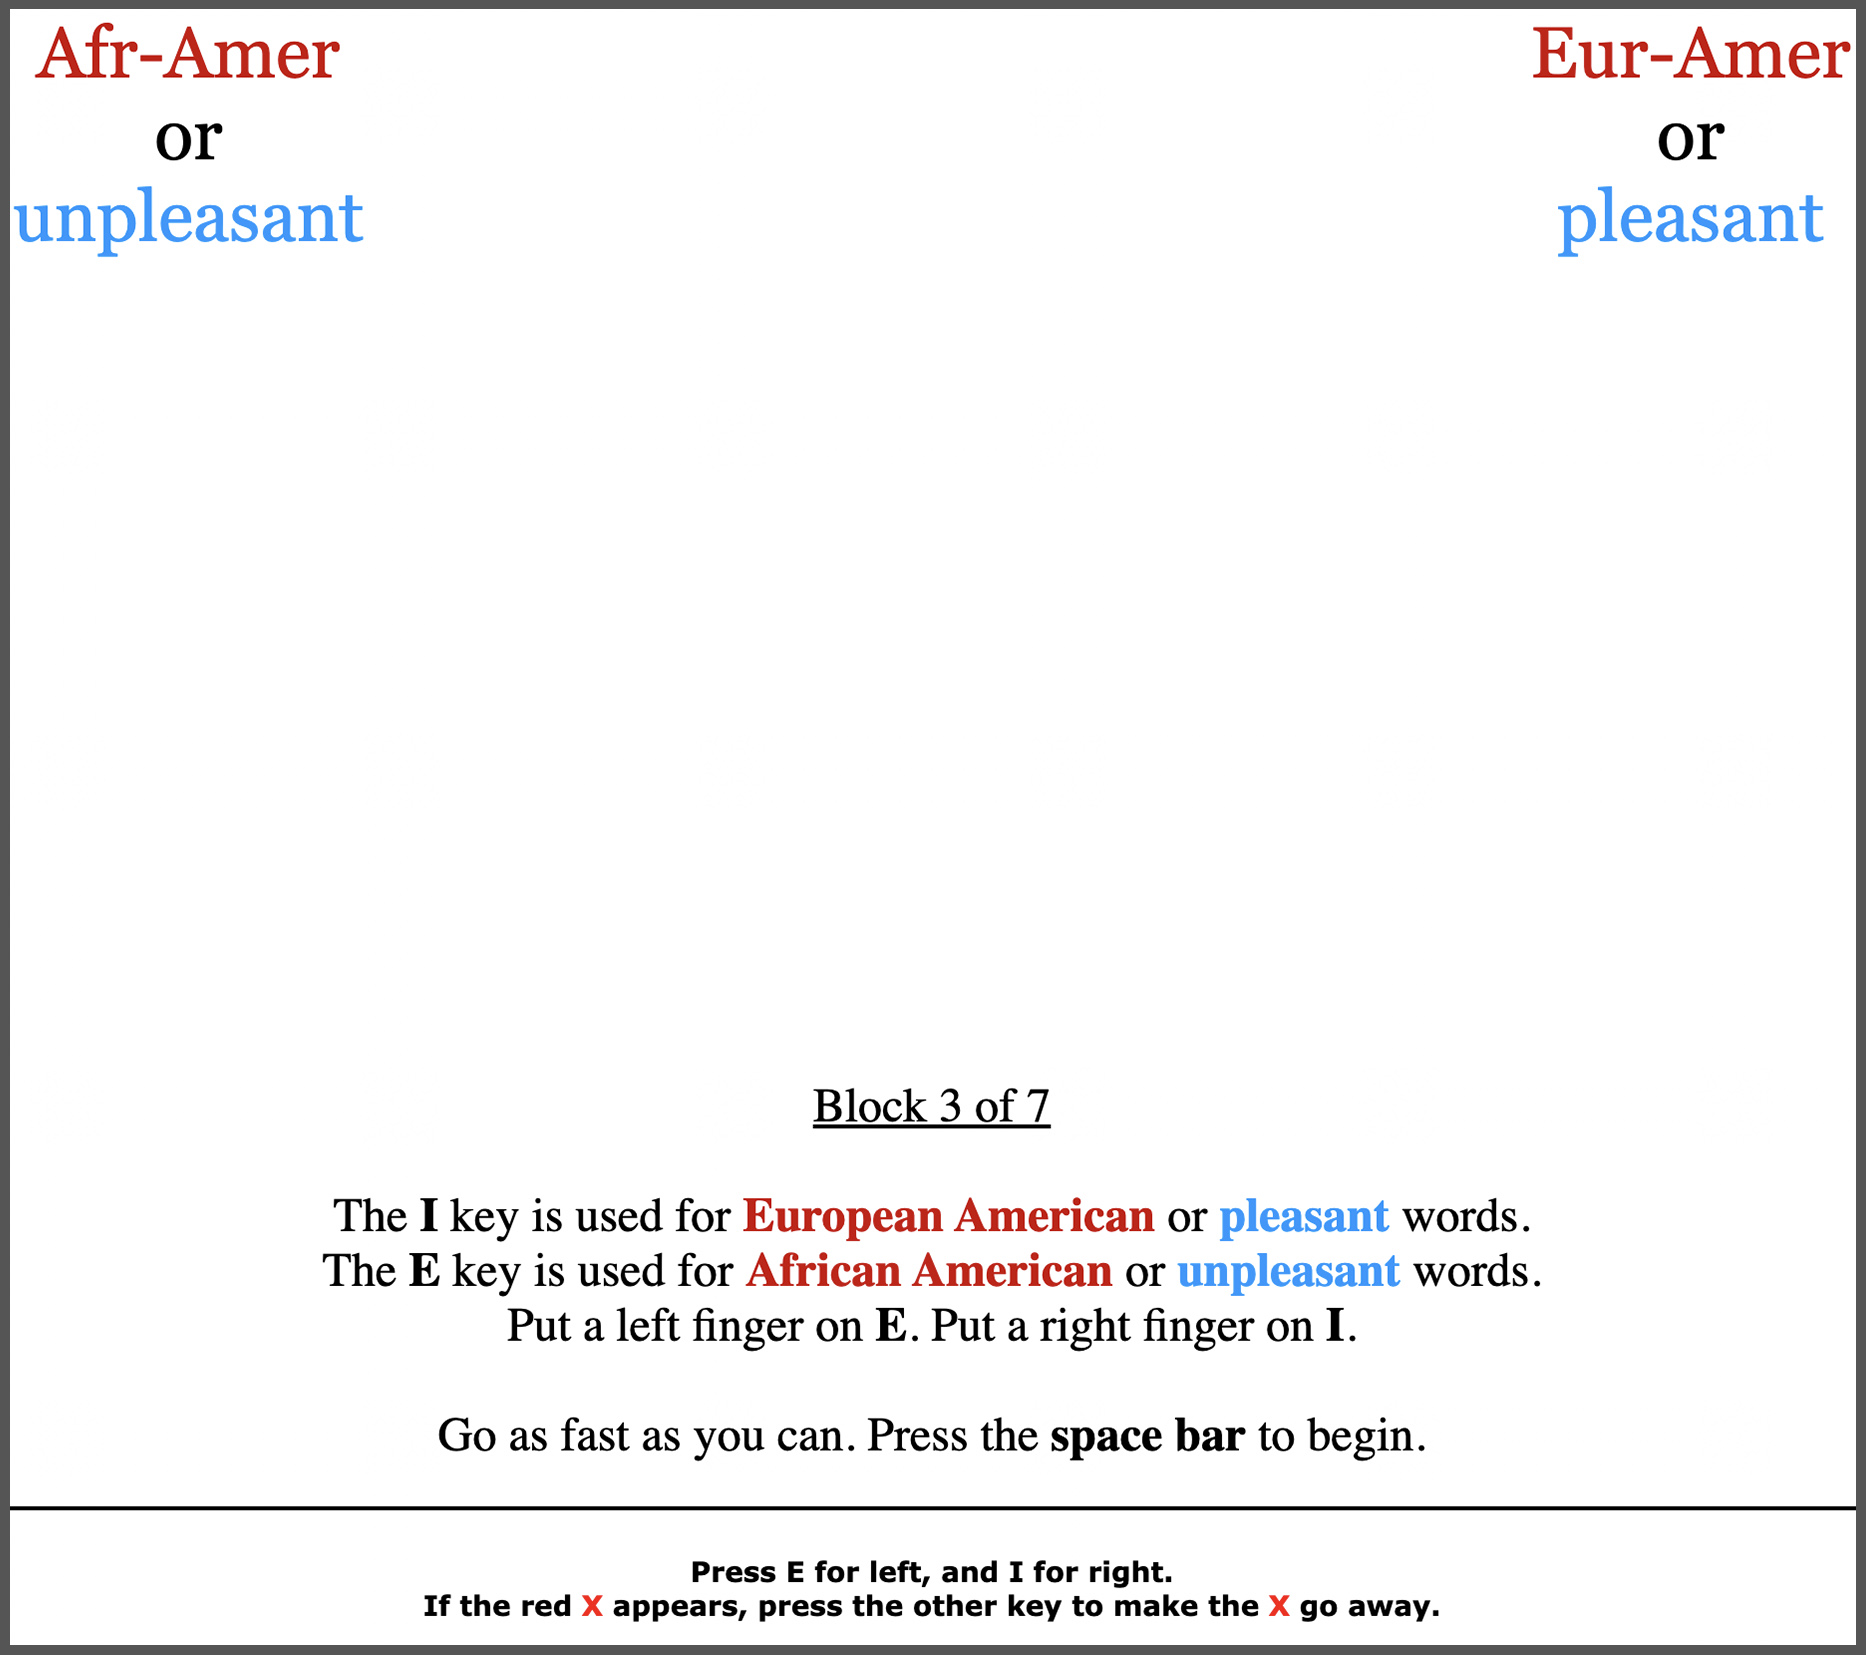 Afr-Amer
or
unpleasant
Eur-Amer
or
pleasant
Block 3 of 7
The I key is used for European American or pleasant words.
The E key is used for African American or unpleasant words.
Put a left finger on E. Put a right finger on I.
Go as fast as you can. Press the space bar to begin.
Press E for left, and I for right.
If the red X appears, press the other key to make the X go away.